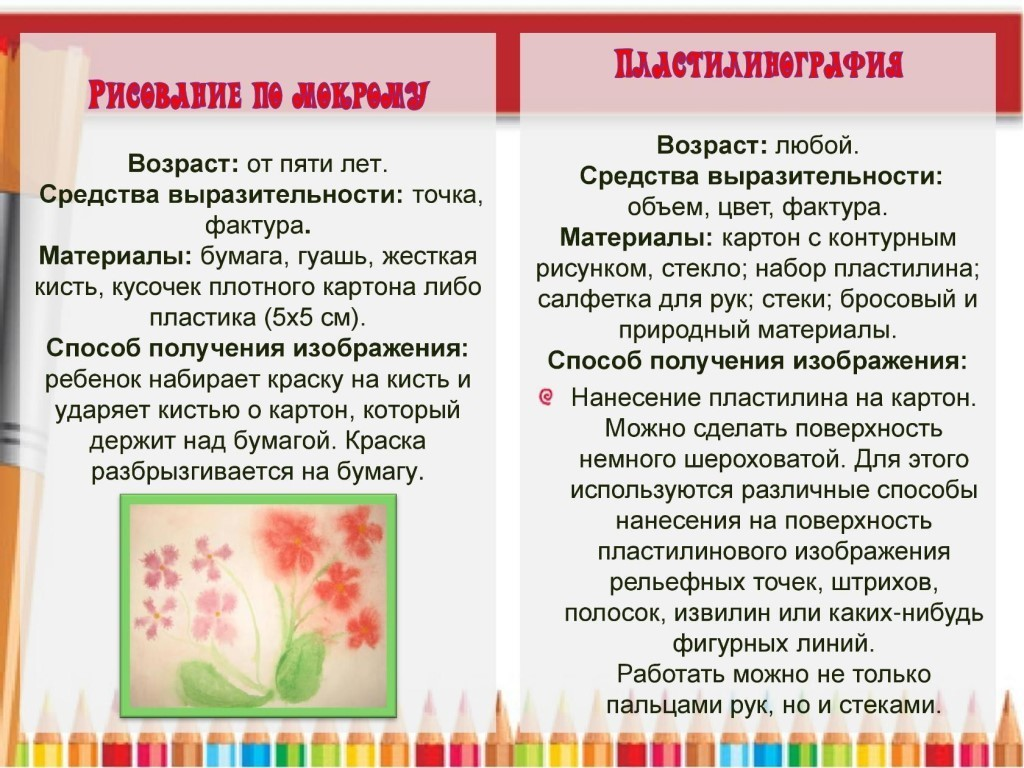 Рисование по мокрому
Возраст: от пяти лет.
Средства выразительности: точка,
фактура.
Материалы: бумага, гуашь, жесткая
кисть, кусочек плотного картона либо
пластика (5x5 см).
Способ получения изображения:
ребенок набирает краску на кисть и
ударяет кистью о картон, который
держит над бумагой. Краска
разбрызгивается на бумагу.
Пластилинография
Возраст: любой.
Средства выразительности:
объем, цвет, фактура.
Материалы: картон с контурным
рисунком, стекло; набор пластилина;
салфетка для рук; стеки; бросовый и
природный материалы.
Способ получения изображения:
Нанесение пластилина на картон.
Можно сделать поверхность
немного шероховатой. Для этого
используются различные способы
нанесения на поверхность
пластилинового изображения
рельефных точек, штрихов,
полосок, извилин или каких-нибудь
фигурных линий.
Работать можно не только
пальцами рук, но и стеками.